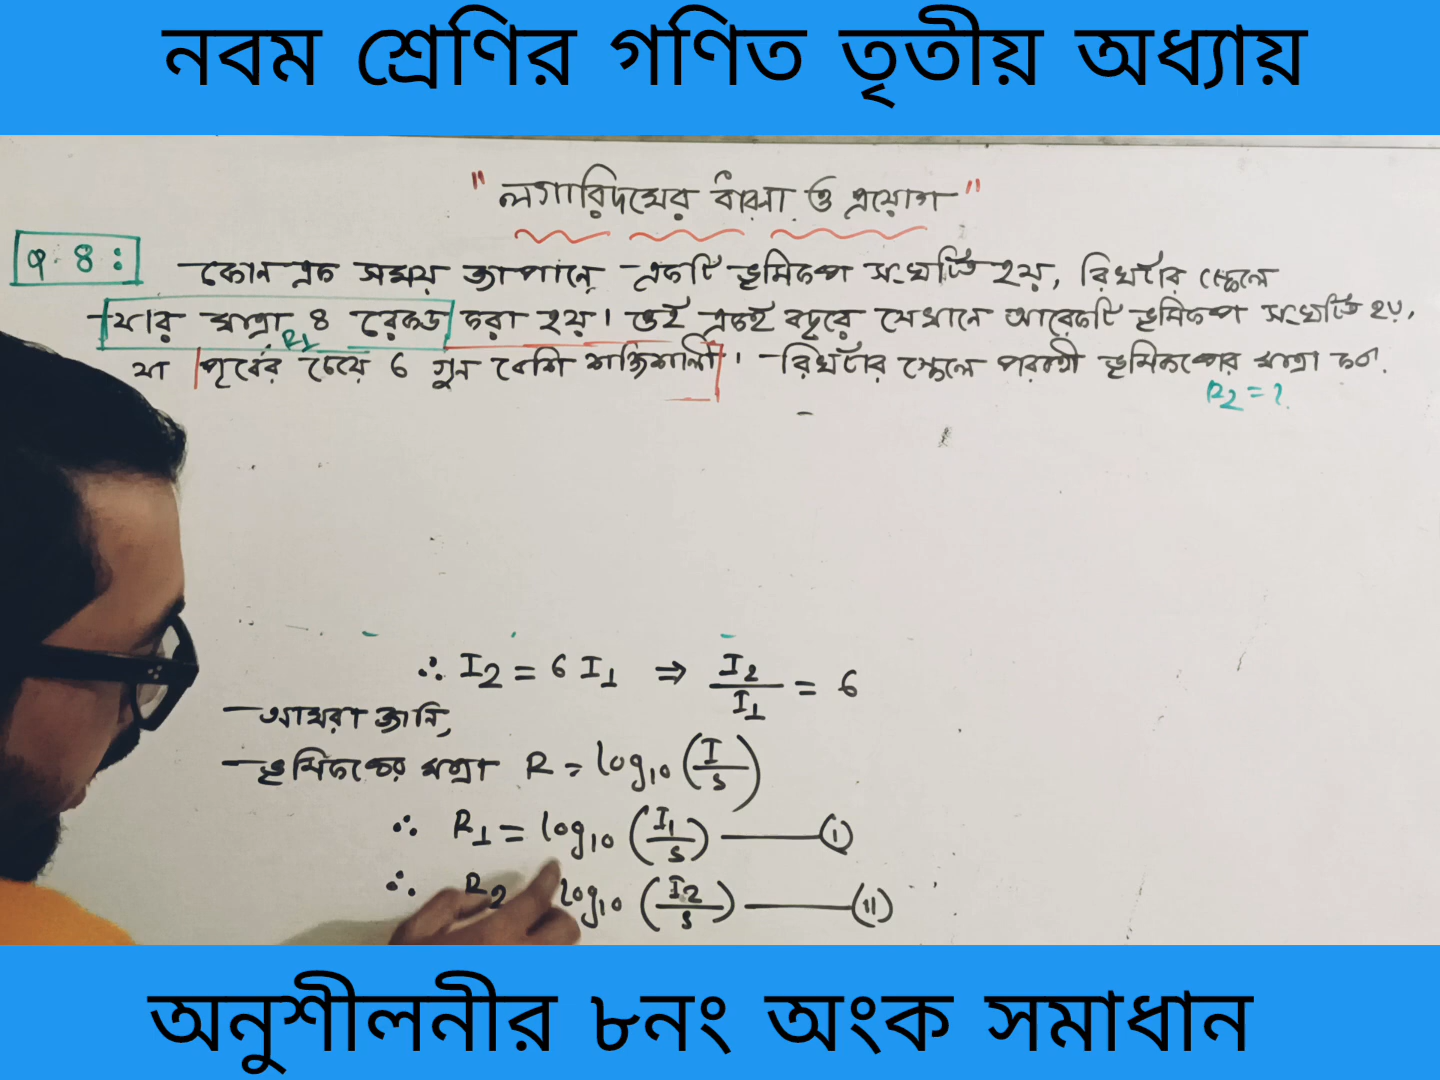 নবম শ্রেণির গণিত তৃতীয় অধ্যায়
"লগারিদমের ধারণা ও প্রয়োগ"
Q 8: কোন এক সময় জাপানে একটি ভূমিকম্প সংঘটিত হয়, রিখটার স্কেলে
যার মাত্রা ৪ রেকর্ড করা হয়। ওই একই বছরে সেখানে আরেকটি ভূমিকম্প সংঘটিত হয়,
R₁
যা পূর্বের চেয়ে 6 গুন বেশি শক্তিশালী। রিখটার স্কেলে পরবর্তী ভূমিকম্পের মাত্রা কত?
R₂ = ?
∴ I₂ = 6 I₁ ⇒ I₂/I₁ = 6
আমরা জানি,
ভূমিকম্পের মাত্রা R = log₁₀ (I/S)
∴ R₁ = log₁₀ (I₁/S) —— (i)
∴ R₂ log₁₀ (I₂/S) —— (ii)
অনুশীলনীর ৮নং অংক সমাধান